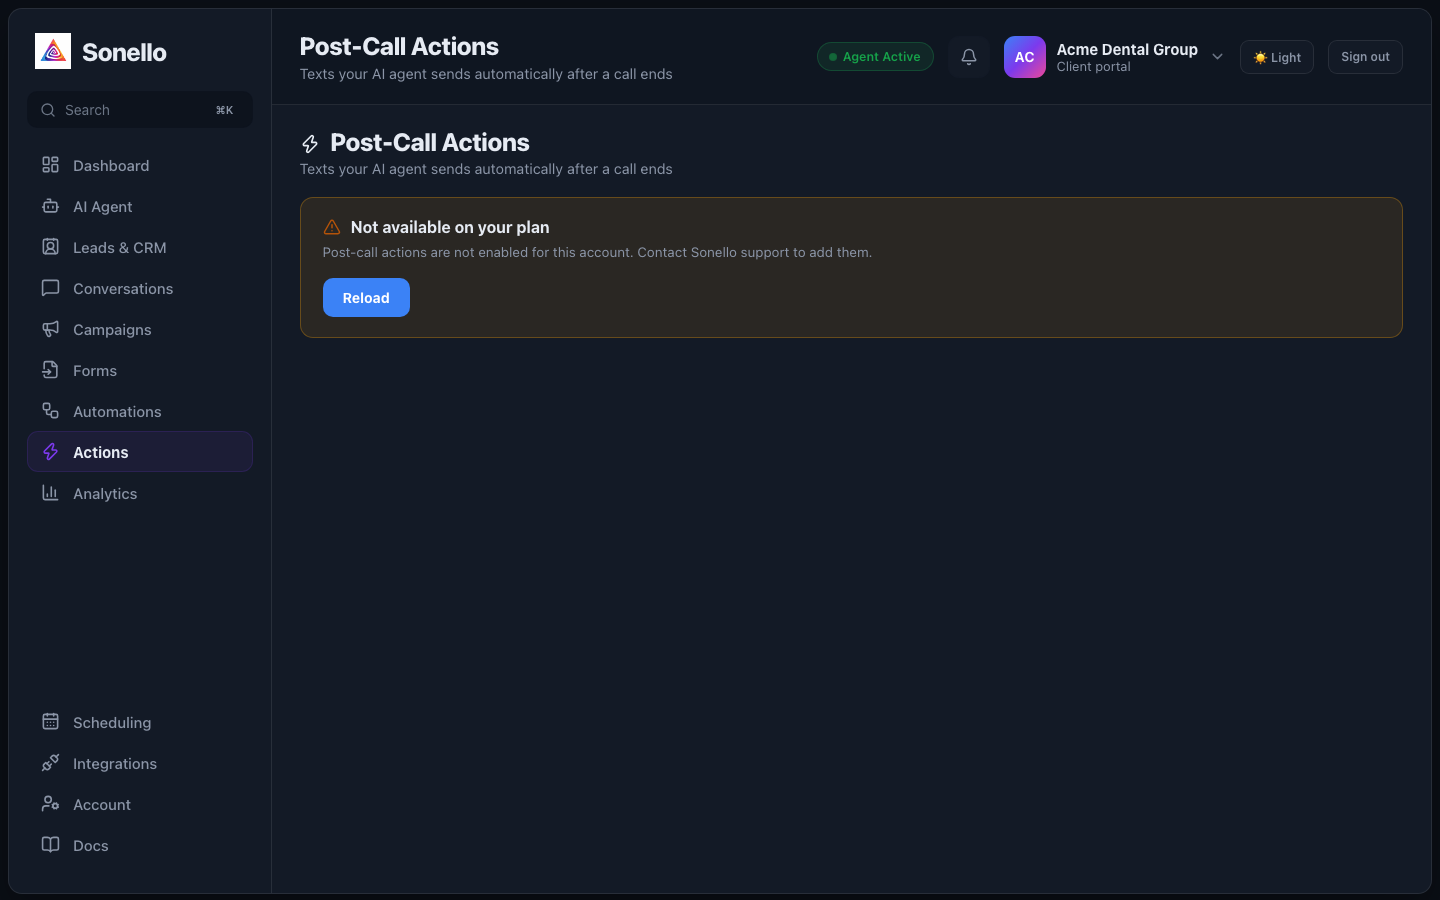 Sonello
Search
⌘K
Dashboard
AI Agent
Leads & CRM
Conversations
Campaigns
Forms
Automations
Actions
Analytics
Scheduling
Integrations
Account
Docs
Post-Call Actions
Texts your AI agent sends automatically after a call ends
Agent Active
AC
Acme Dental Group
Client portal
Light
Sign out
Post-Call Actions
Texts your AI agent sends automatically after a call ends
Not available on your plan
Post-call actions are not enabled for this account. Contact Sonello support to add them.
Reload